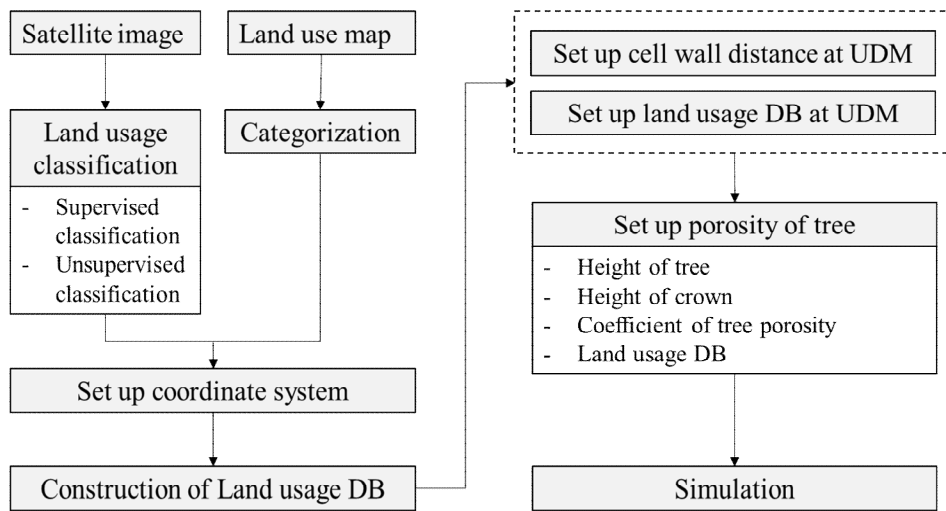 Satellite image
Land use map
Land usage
classification
- Supervised
classification
- Unsupervised
classification
Categorization
Set up coordinate system
Construction of Land usage DB
Set up cell wall distance at UDM
Set up land usage DB at UDM
Set up porosity of tree
- Height of tree
- Height of crown
- Coefficient of tree porosity
- Land usage DB
Simulation